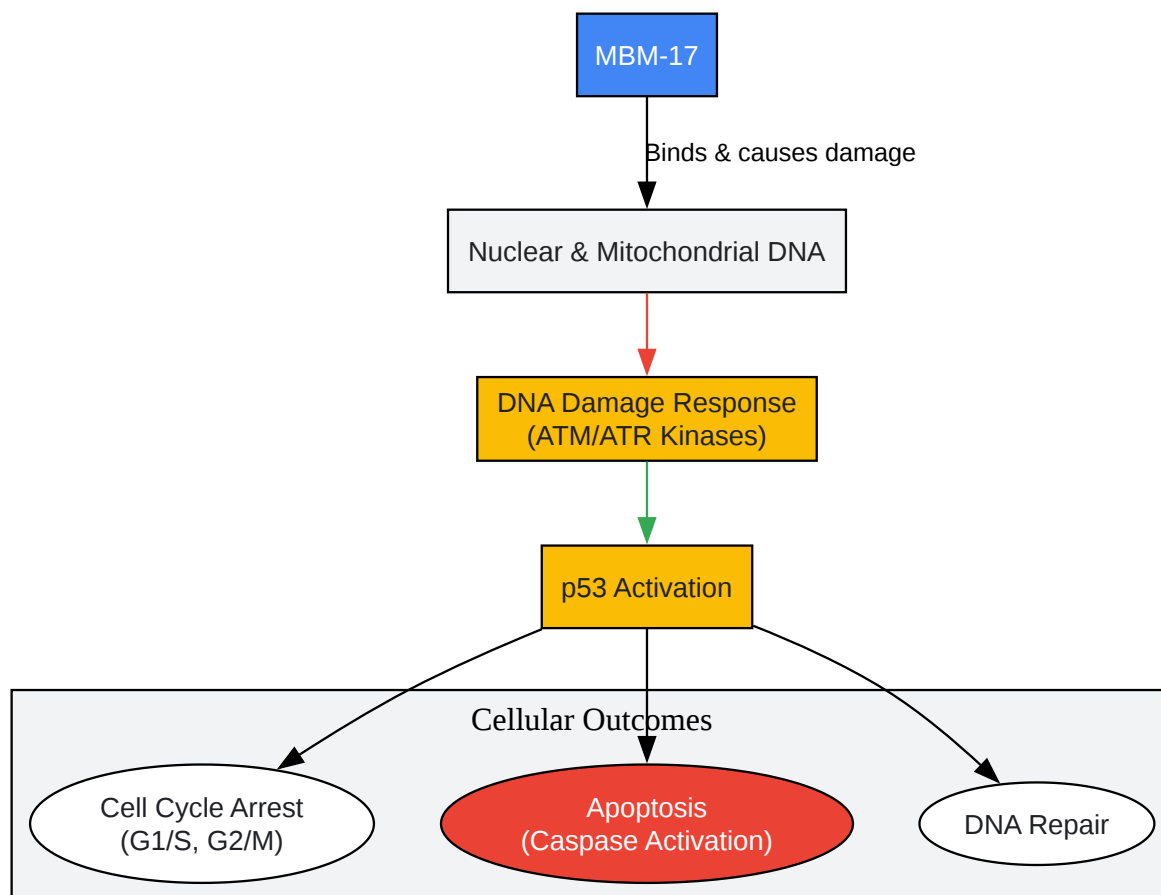 MBM-17
Binds & causes damage
Nuclear & Mitochondrial DNA
DNA Damage Response
(ATM/ATR Kinases)
p53 Activation
Cellular Outcomes
Cell Cycle Arrest
(G1/S, G2/M)
Apoptosis
(Caspase Activation)
DNA Repair